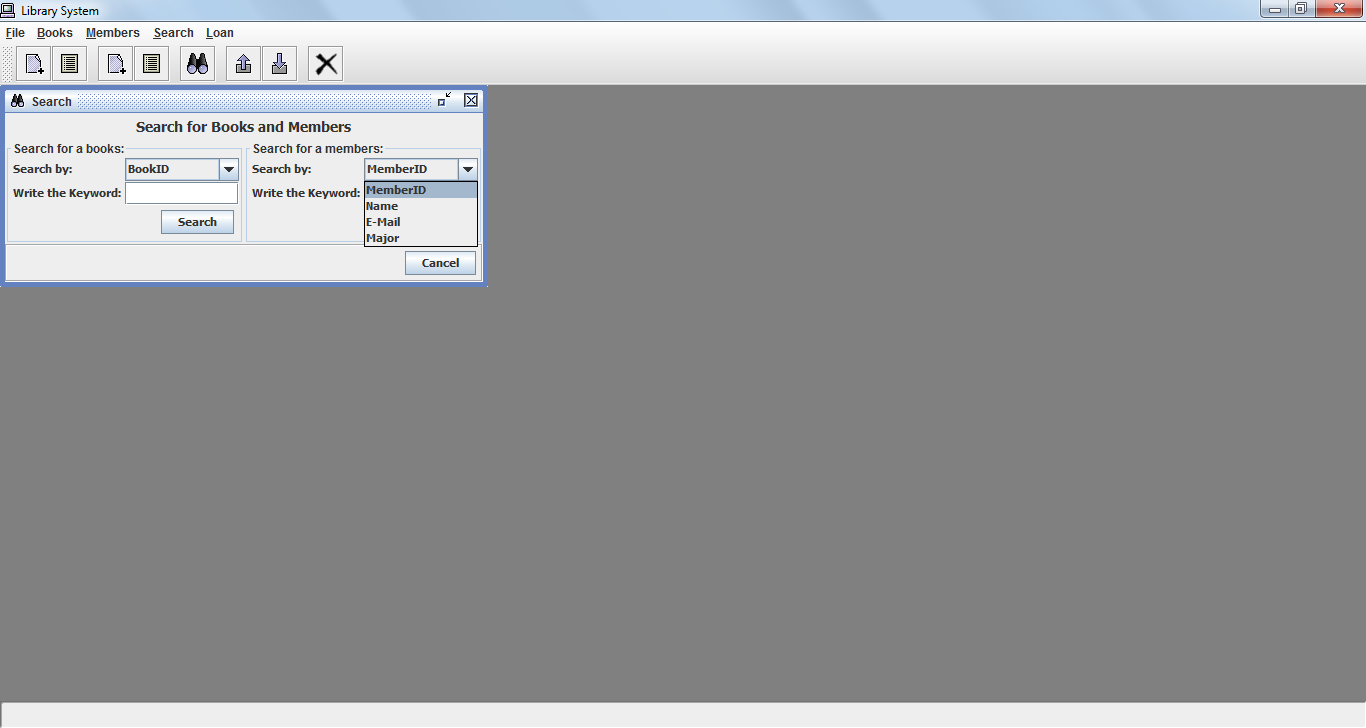 Library System
File Books Members Search Loan
Search
Search for Books and Members
Search for a books:
Search by: BookID
Write the Keyword:
Search
Search for a members:
Search by: MemberID
Write the Keyword:
MemberID
Name
E-Mail
Major
Cancel